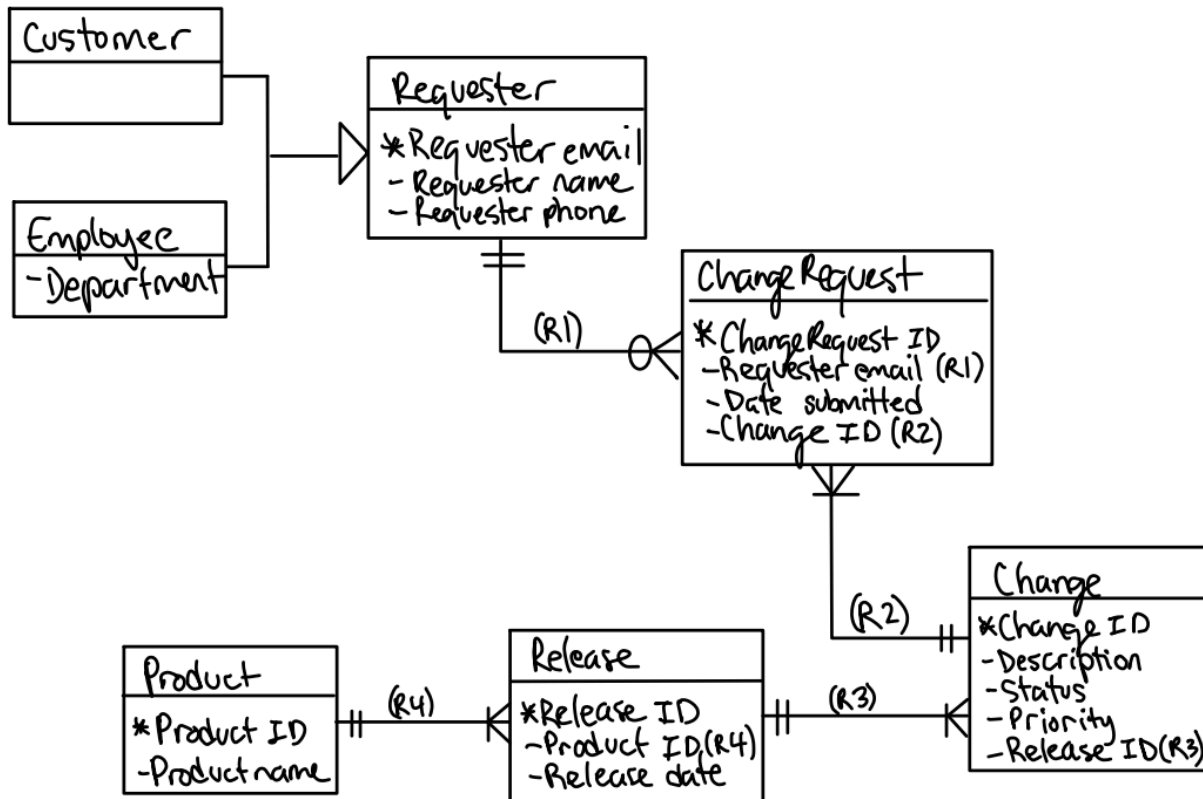 Customer
Requester
*Requester email
- Requester name
- Requester phone
Employee
- Department
(R1)
ChangeRequest
* ChangeRequest ID
- Requester email (R1)
- Date submitted
- Change ID (R2)
(R2)
Change
*Change ID
- Description
- Status
- Priority
- Release ID (R3)
Product
* Product ID
- Product name
(R4)
Release
*Release ID
- Product ID (R4)
- Release date
(R3)